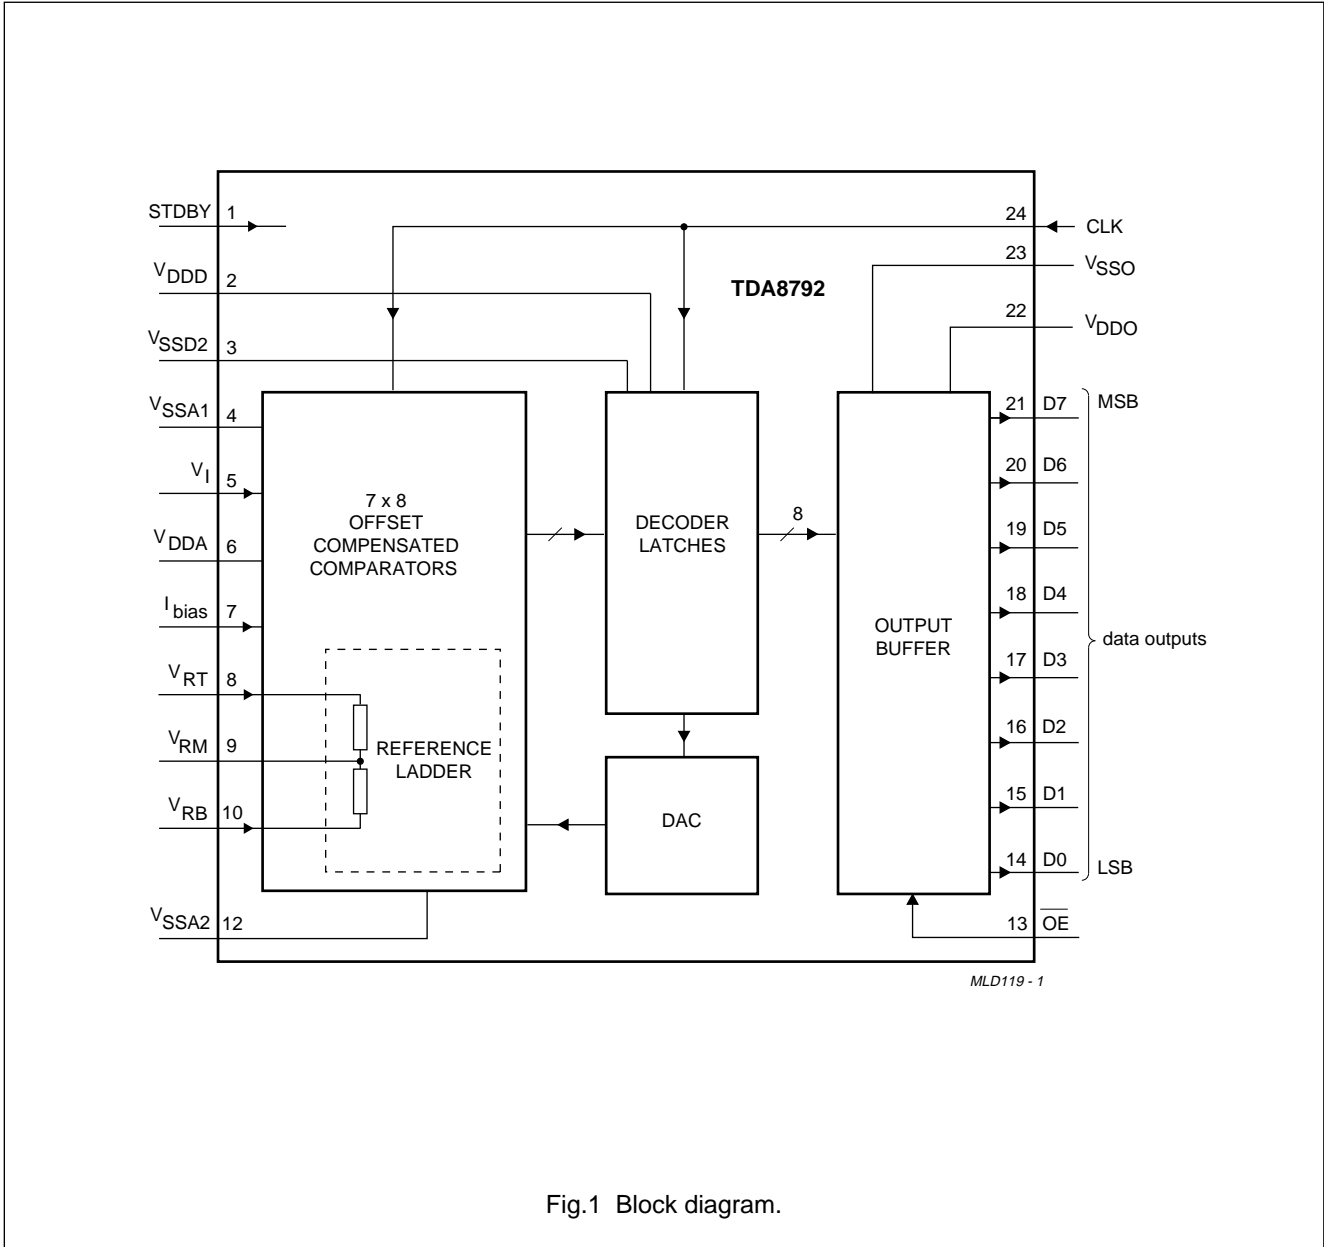 STDBY 1
VDDD 2
VSSD2 3
VSSA1 4
VI 5
VDDA 6
Ibias 7
VRT 8
VRM 9
VRB 10
VSSA2 12
7 x 8
OFFSET
COMPENSATED
COMPARATORS
REFERENCE
LADDER
TDA8792
DECODER
LATCHES
8
DAC
OUTPUT
BUFFER
24 CLK
23 VSSO
22 VDDO
21 D7 MSB
20 D6
19 D5
18 D4
17 D3
16 D2
15 D1
14 D0 LSB
data outputs
13 O̅E̅
MLD119 - 1
Fig.1 Block diagram.